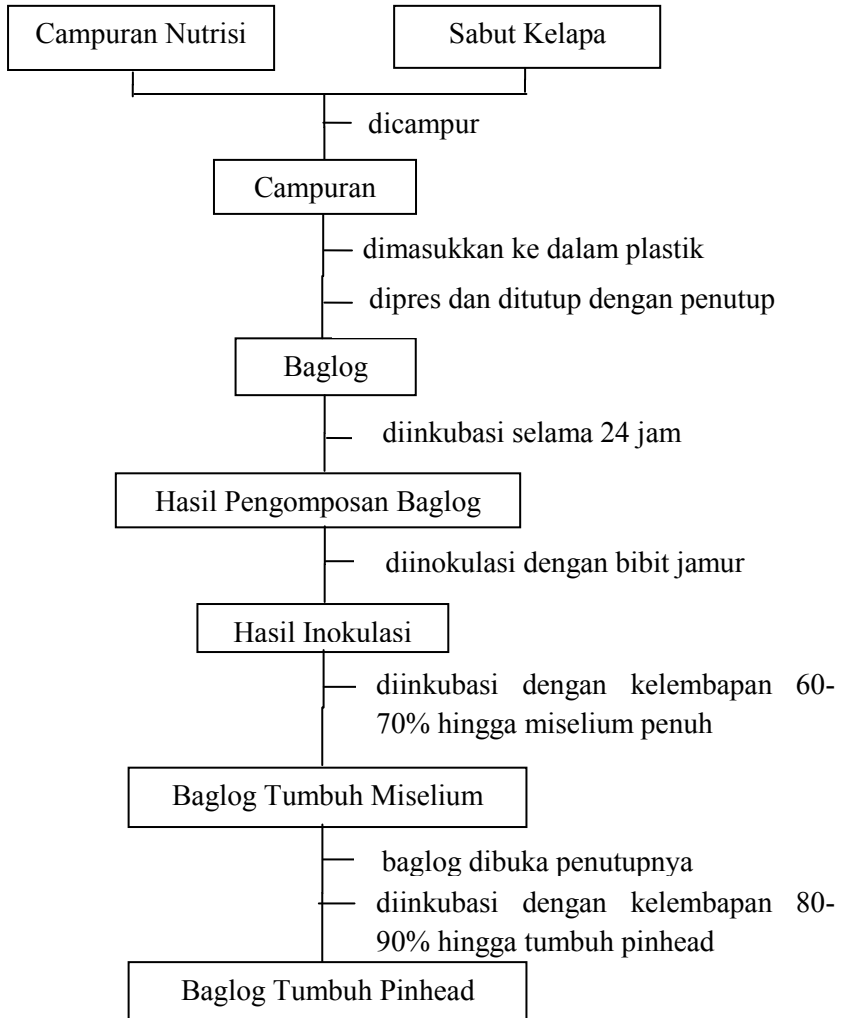 Campuran Nutrisi
Sabut Kelapa
dicampur
Campuran
dimasukkan ke dalam plastik
dipres dan ditutup dengan penutup
Baglog
diinkubasi selama 24 jam
Hasil Pengomposan Baglog
diinokulasi dengan bibit jamur
Hasil Inokulasi
diinkubasi dengan kelembapan 60-
70% hingga miselium penuh
Baglog Tumbuh Miselium
baglog dibuka penutupnya
diinkubasi dengan kelembapan 80-
90% hingga tumbuh pinhead
Baglog Tumbuh Pinhead